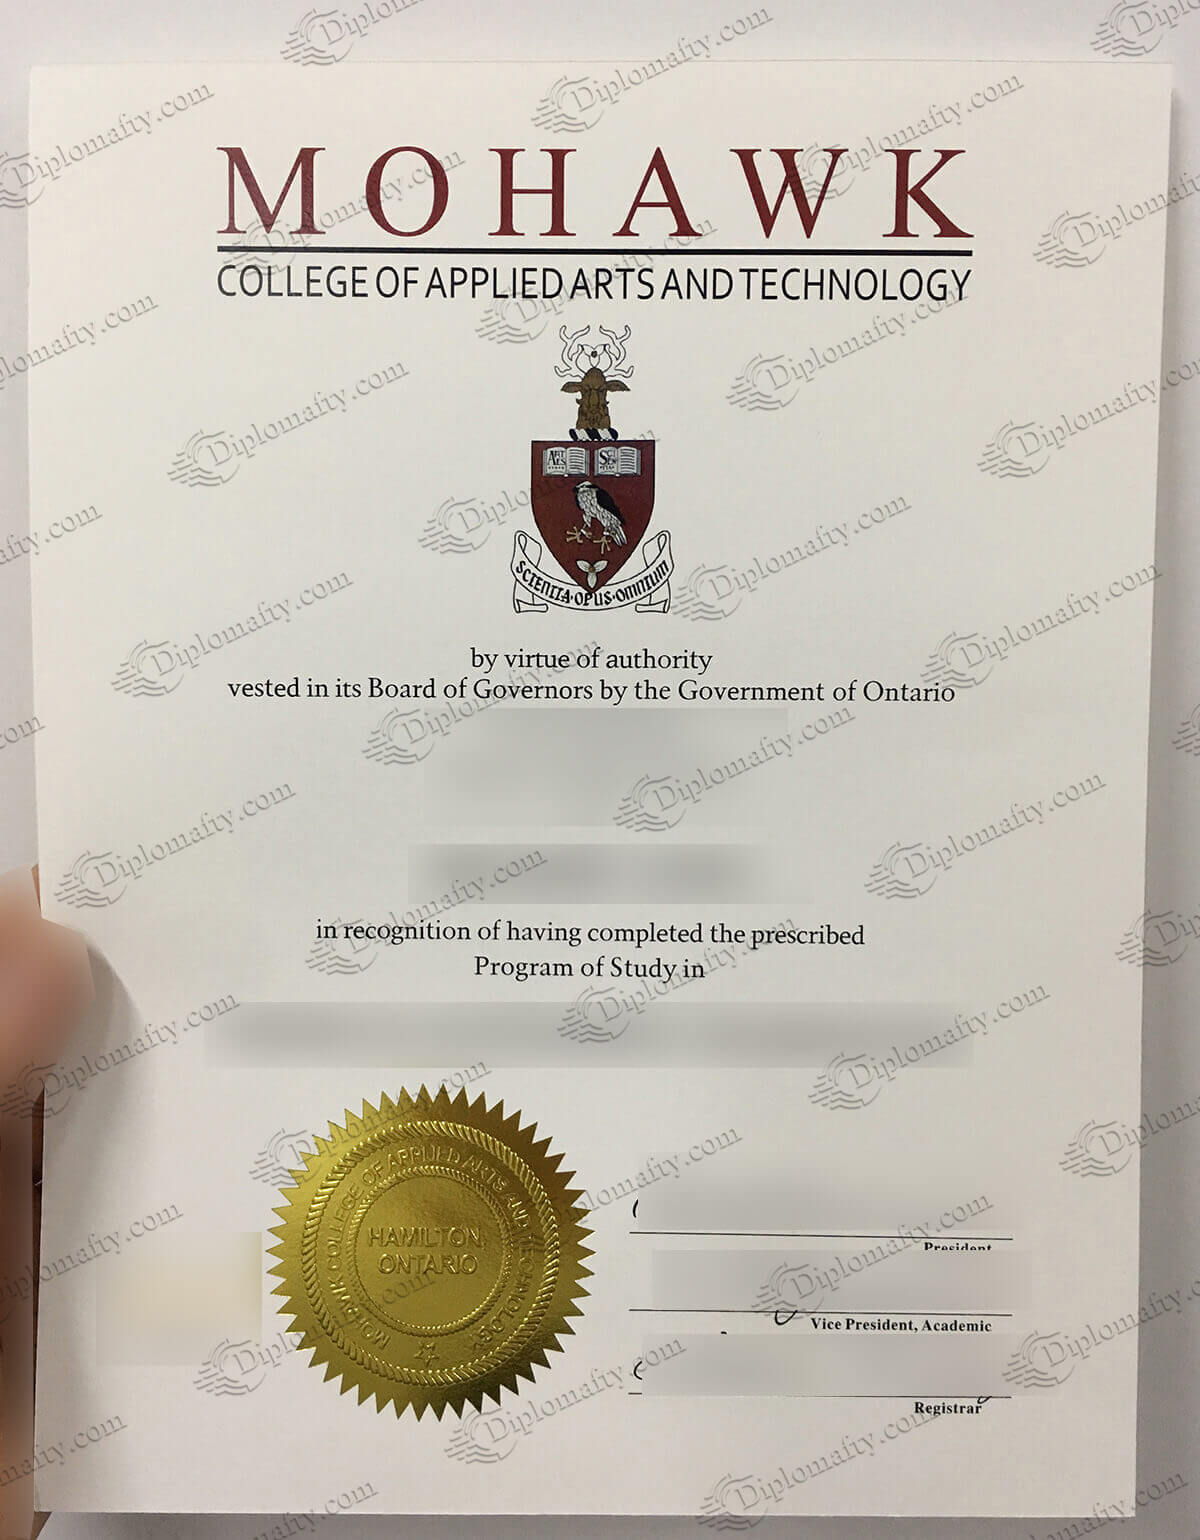 MOHAWK
COLLEGE OF APPLIED ARTS AND TECHNOLOGY
ART
SCIENTIA·OPUS·OMNIUM
by virtue of authority
vested in its Board of Governors by the Government of Ontario
in recognition of having completed the prescribed
Program of Study in
MOHAWK COLLEGE OF APPLIED ARTS AND TECHNOLOGY
HAMILTON,
ONTARIO
President
Vice President, Academic
Registrar
Diplomafty.com